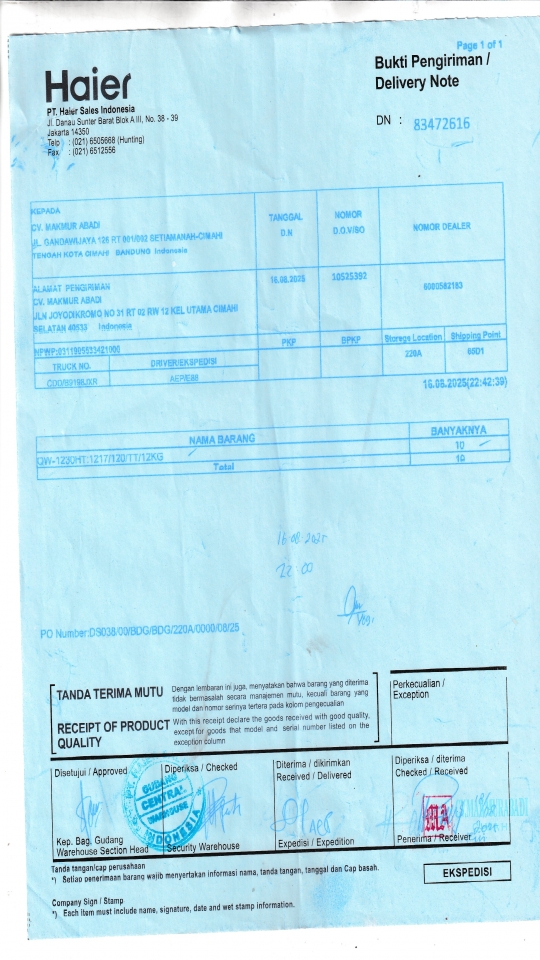 Page 1 of 1
Haier
Bukti Pengiriman /
Delivery Note
PT. Haier Sales Indonesia
Jl. Danau Sunter Barat Blok A III, No. 38 - 39
Jakarta 14350
Telp : (021) 6505668 (Hunting)
Fax : (021) 6512556
DN : 83472616
KEPADA
CV. MAKMUR ABADI
JL. GANDAWIJAYA 126 RT 001/002 SETIAMANAH-CIMAHI
TENGAH KOTA CIMAHI BANDUNG Indonesia
TANGGAL
D.N
NOMOR
D.O.V/SO
NOMOR DEALER
ALAMAT PENGIRIMAN
CV. MAKMUR ABADI
JLN JOYODIKROMO NO 31 RT 02 RW 12 KEL UTAMA CIMAHI
SELATAN 40533 Indonesia
16.08.2025
10525392
6000582183
NPWP:0311995533421000
PKP
BPKP
Storege Location
Shipping Point
220A
TRUCK NO.
DRIVER/EKSPEDISI
16.08.2025(22:42:39)
NAMA BARANG
BANYAKNYA
QW-1230HT:1217/120/TT/12KG
10
Total
10
16.08.2025
22:00
PO Number:DS038/00/BDG/BDG/220A/0000/08/25
TANDA TERIMA MUTU
Dengan lembaran ini juga, menyatakan bahwa barang yang diterima
tidak bermasalah secara manajemen mutu, kecuali barang yang
model dan homor sennya tertera pada kolom pengecualian
RECEIPT OF PRODUCT
QUALITY
With this receipt declare the goods received with good quality,
except for goods that model and serial number listed on the
exception column
Perkecualian /
Exception
Disetujui / Approved
Diperiksa / Checked
Diterima / dikirimkan
Received / Delivered
Diperiksa / diterima
Checked / Received
GUDANG
CENTRAL
WAREHOUSE
INDONESIA
Kep. Bag. Gudang
Warehouse Section Head
Security Warehouse
Expedisi / Expedition
Penerima / Receiver
Tanda tangan/cap perusahaan
*) Setiap penerimaan barang wajib menyertakan informasi nama, tanda tangan, tanggal dan Cap basah.
EKSPEDISI
Company Sign / Stamp
*) Each item must include name, signature, date and wet stamp information.